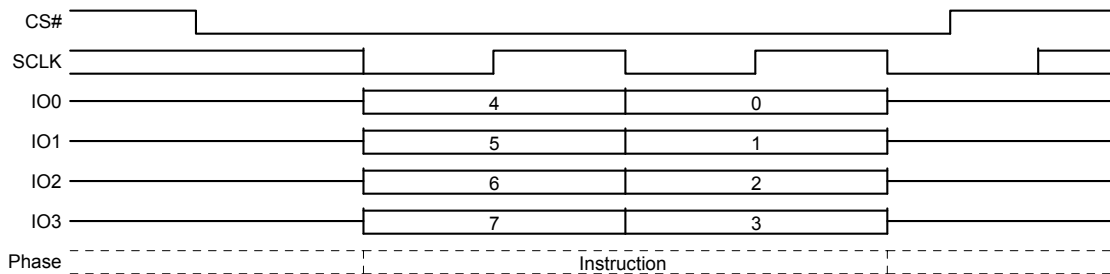 CS#
SCLK
IO0 4 0
IO1 5 1
IO2 6 2
IO3 7 3
Phase Instruction